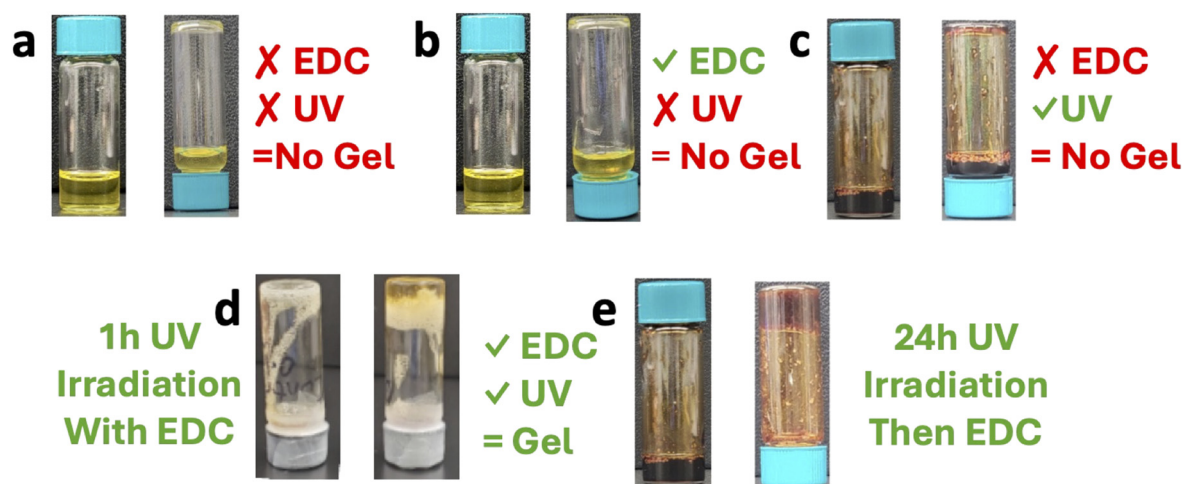 a
✗ EDC
✗ UV
=No Gel
b
✓ EDC
✗ UV
= No Gel
c
✗ EDC
✓UV
= No Gel
1h UV
Irradiation
With EDC
d
✓ EDC
✓ UV
= Gel
e
24h UV
Irradiation
Then EDC